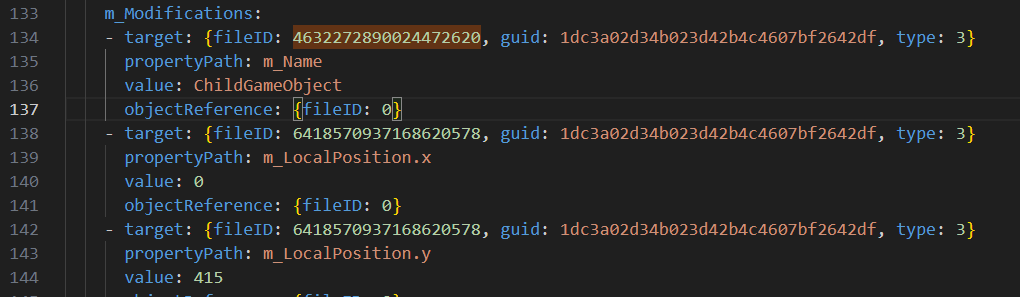 133 m_Modifications:
134 - target: {fileID: 4632272890024472620, guid: 1dc3a02d34b023d42b4c4607bf2642df, type: 3}
135 propertyPath: m_Name
136 value: ChildGameObject
137 objectReference: {fileID: 0}
138 - target: {fileID: 6418570937168620578, guid: 1dc3a02d34b023d42b4c4607bf2642df, type: 3}
139 propertyPath: m_LocalPosition.x
140 value: 0
141 objectReference: {fileID: 0}
142 - target: {fileID: 6418570937168620578, guid: 1dc3a02d34b023d42b4c4607bf2642df, type: 3}
143 propertyPath: m_LocalPosition.y
144 value: 415